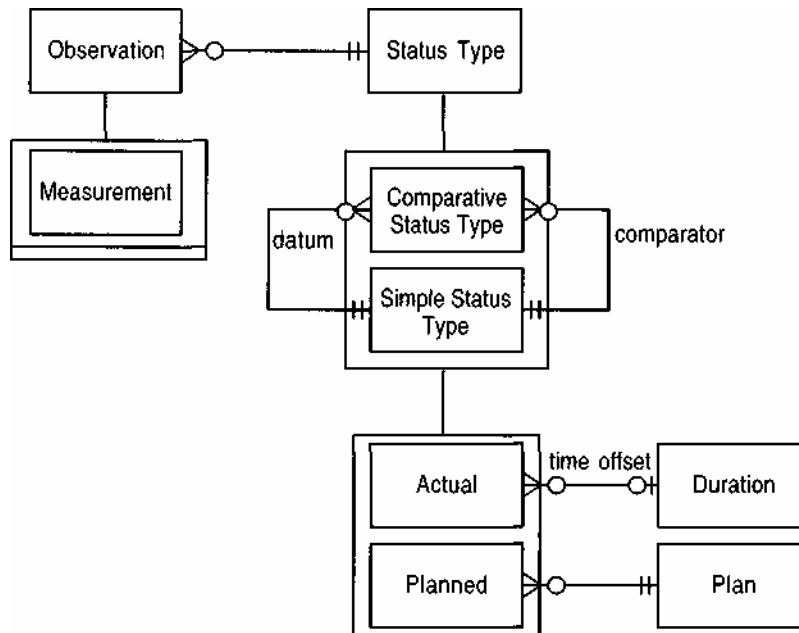 Observation
Status Type
Measurement
Comparative
Status Type
datum
comparator
Simple Status
Type
Actual
time offset
Duration
Planned
Plan